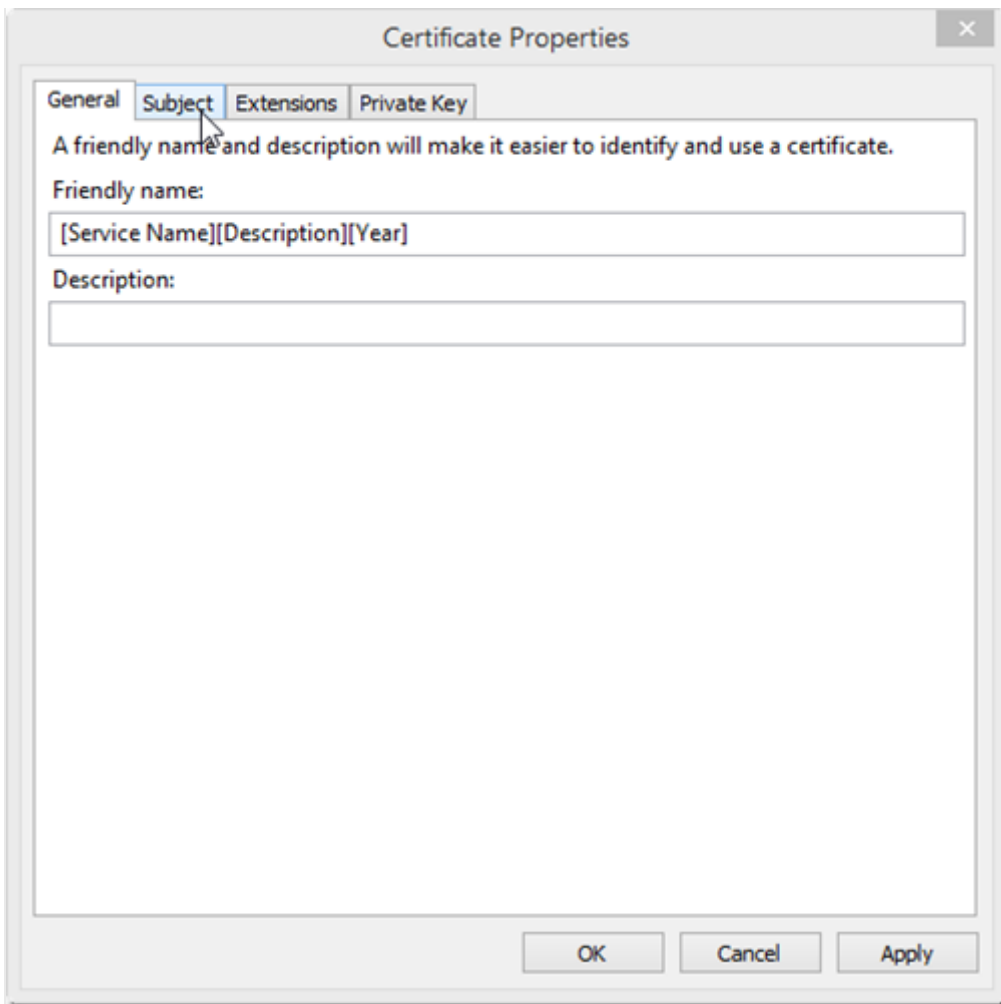 Certificate Properties
General Subject Extensions Private Key
A friendly name and description will make it easier to identify and use a certificate.
Friendly name:
[Service Name][Description][Year]
Description:
OK Cancel Apply